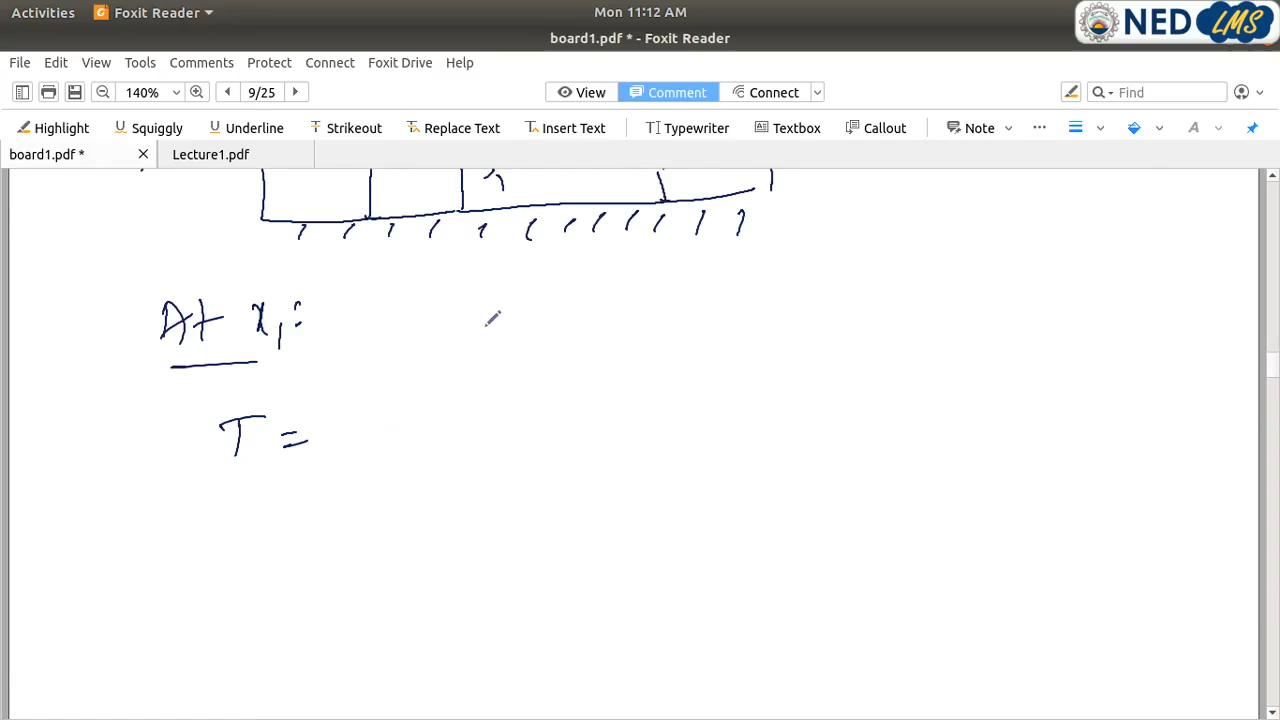 Activities Foxit Reader Mon 11:12 AM
board1.pdf * - Foxit Reader
NED LMS
File Edit View Tools Comments Protect Connect Foxit Drive Help
140% 9/25 View Comment Connect Find
Highlight Squiggly Underline Strikeout Replace Text Insert Text Typewriter Textbox Callout Note ... A
board1.pdf * Lecture1.pdf
At x₁:
T =